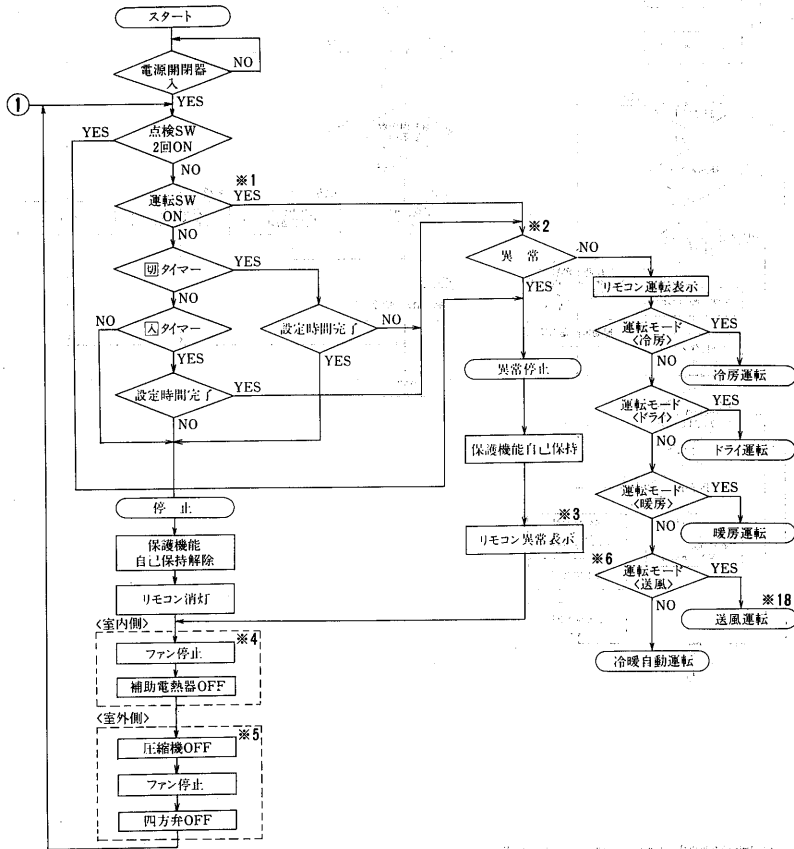 スタート
NO
電源開閉器
入
①
YES
YES
点検SW
2回ON
NO
※1
運転SW
ON
YES
※2
NO
異 常
NO
切タイマー
YES
YES
リモコン運転表示
NO
NO
入タイマー
設定時間完了
NO
運転モード
<冷房>
YES
YES
YES
NO
異常停止
冷房運転
設定時間完了
YES
運転モード
<ドライ>
YES
NO
NO
保護機能自己保持
ドライ運転
停 止
運転モード
<暖房>
YES
※3
保護機能
自己保持解除
リモコン異常表示
NO
暖房運転
※6
リモコン消灯
運転モード
<送風>
YES
※18
<室内側>
NO
送風運転
※4
ファン停止
冷暖自動運転
補助電熱器OFF
<室外側>
※5
圧縮機OFF
ファン停止
四方弁OFF